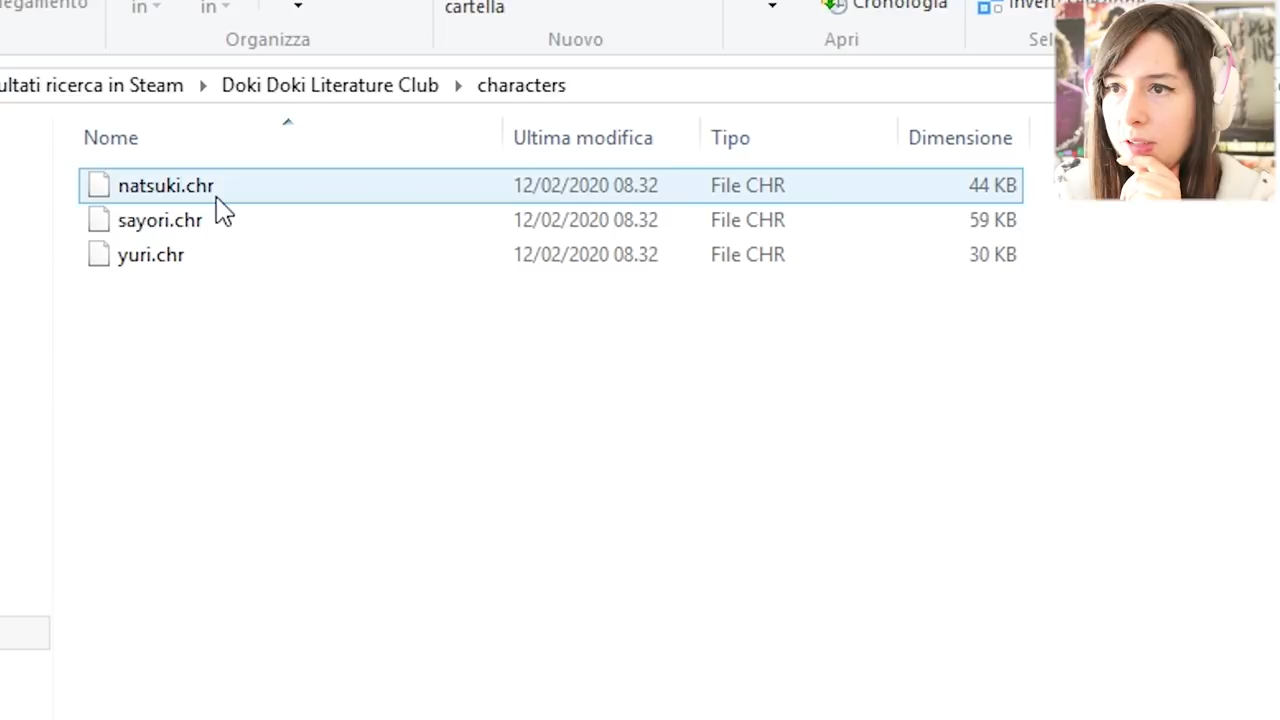 in in cartella Cronologia
Organizza Nuovo Apri Sel
ultati ricerca in Steam Doki Doki Literature Club characters
Nome Ultima modifica Tipo Dimensione
natsuki.chr 12/02/2020 08.32 File CHR 44 KB
sayori.chr 12/02/2020 08.32 File CHR 59 KB
yuri.chr 12/02/2020 08.32 File CHR 30 KB